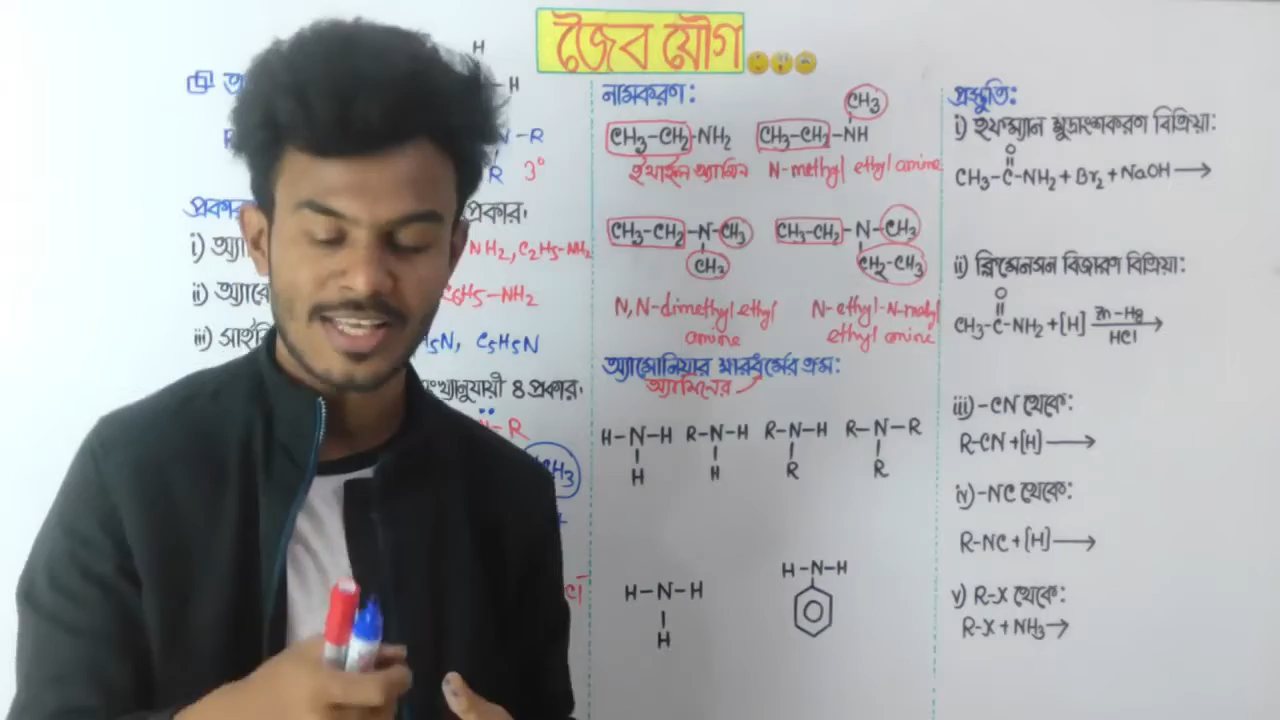 জৈব যৌগ
H
H
N-R
R 3°
প্রকার
প্রকার:
i) অ্যা NH₂, C₂H₅-NH₂
ii) অ্যারো C₆H₅-NH₂
iii) H₅N, C₅H₅N
সংখ্যানুযায়ী ৪ প্রকার:
-R
CH₃
নামকরণ:
CH₃-CH₂-NH₂
ইথাইল অ্যামিন
CH₃
CH₃-CH₂-NH
N-methyl ethyl amine
CH₃-CH₂-N-CH₃
CH₃
N,N-dimethyl ethyl
amine
CH₃-CH₂-N-CH₃
CH₂-CH₃
N-ethyl-N-methyl
ethyl amine
অ্যামোনিয়ার ক্ষারধর্মের ক্রম:
অ্যামিনের
H-N-H R-N-H R-N-H R-N-R
H H R R
H-N-H
H
H-N-H
প্রস্তুতি:
i) হফম্যান ক্ষুদ্রাংশকরণ বিক্রিয়া:
O
CH₃-C-NH₂ + Br₂ + NaOH →
ii) ক্লিমেনসন বিজারণ বিক্রিয়া:
O
CH₃-C-NH₂ + [H] Zn-Hg →
HCl
iii) -CN থেকে:
R-CN + [H] →
iv) -NC থেকে:
R-NC + [H] →
v) R-X থেকে:
R-X + NH₃ →